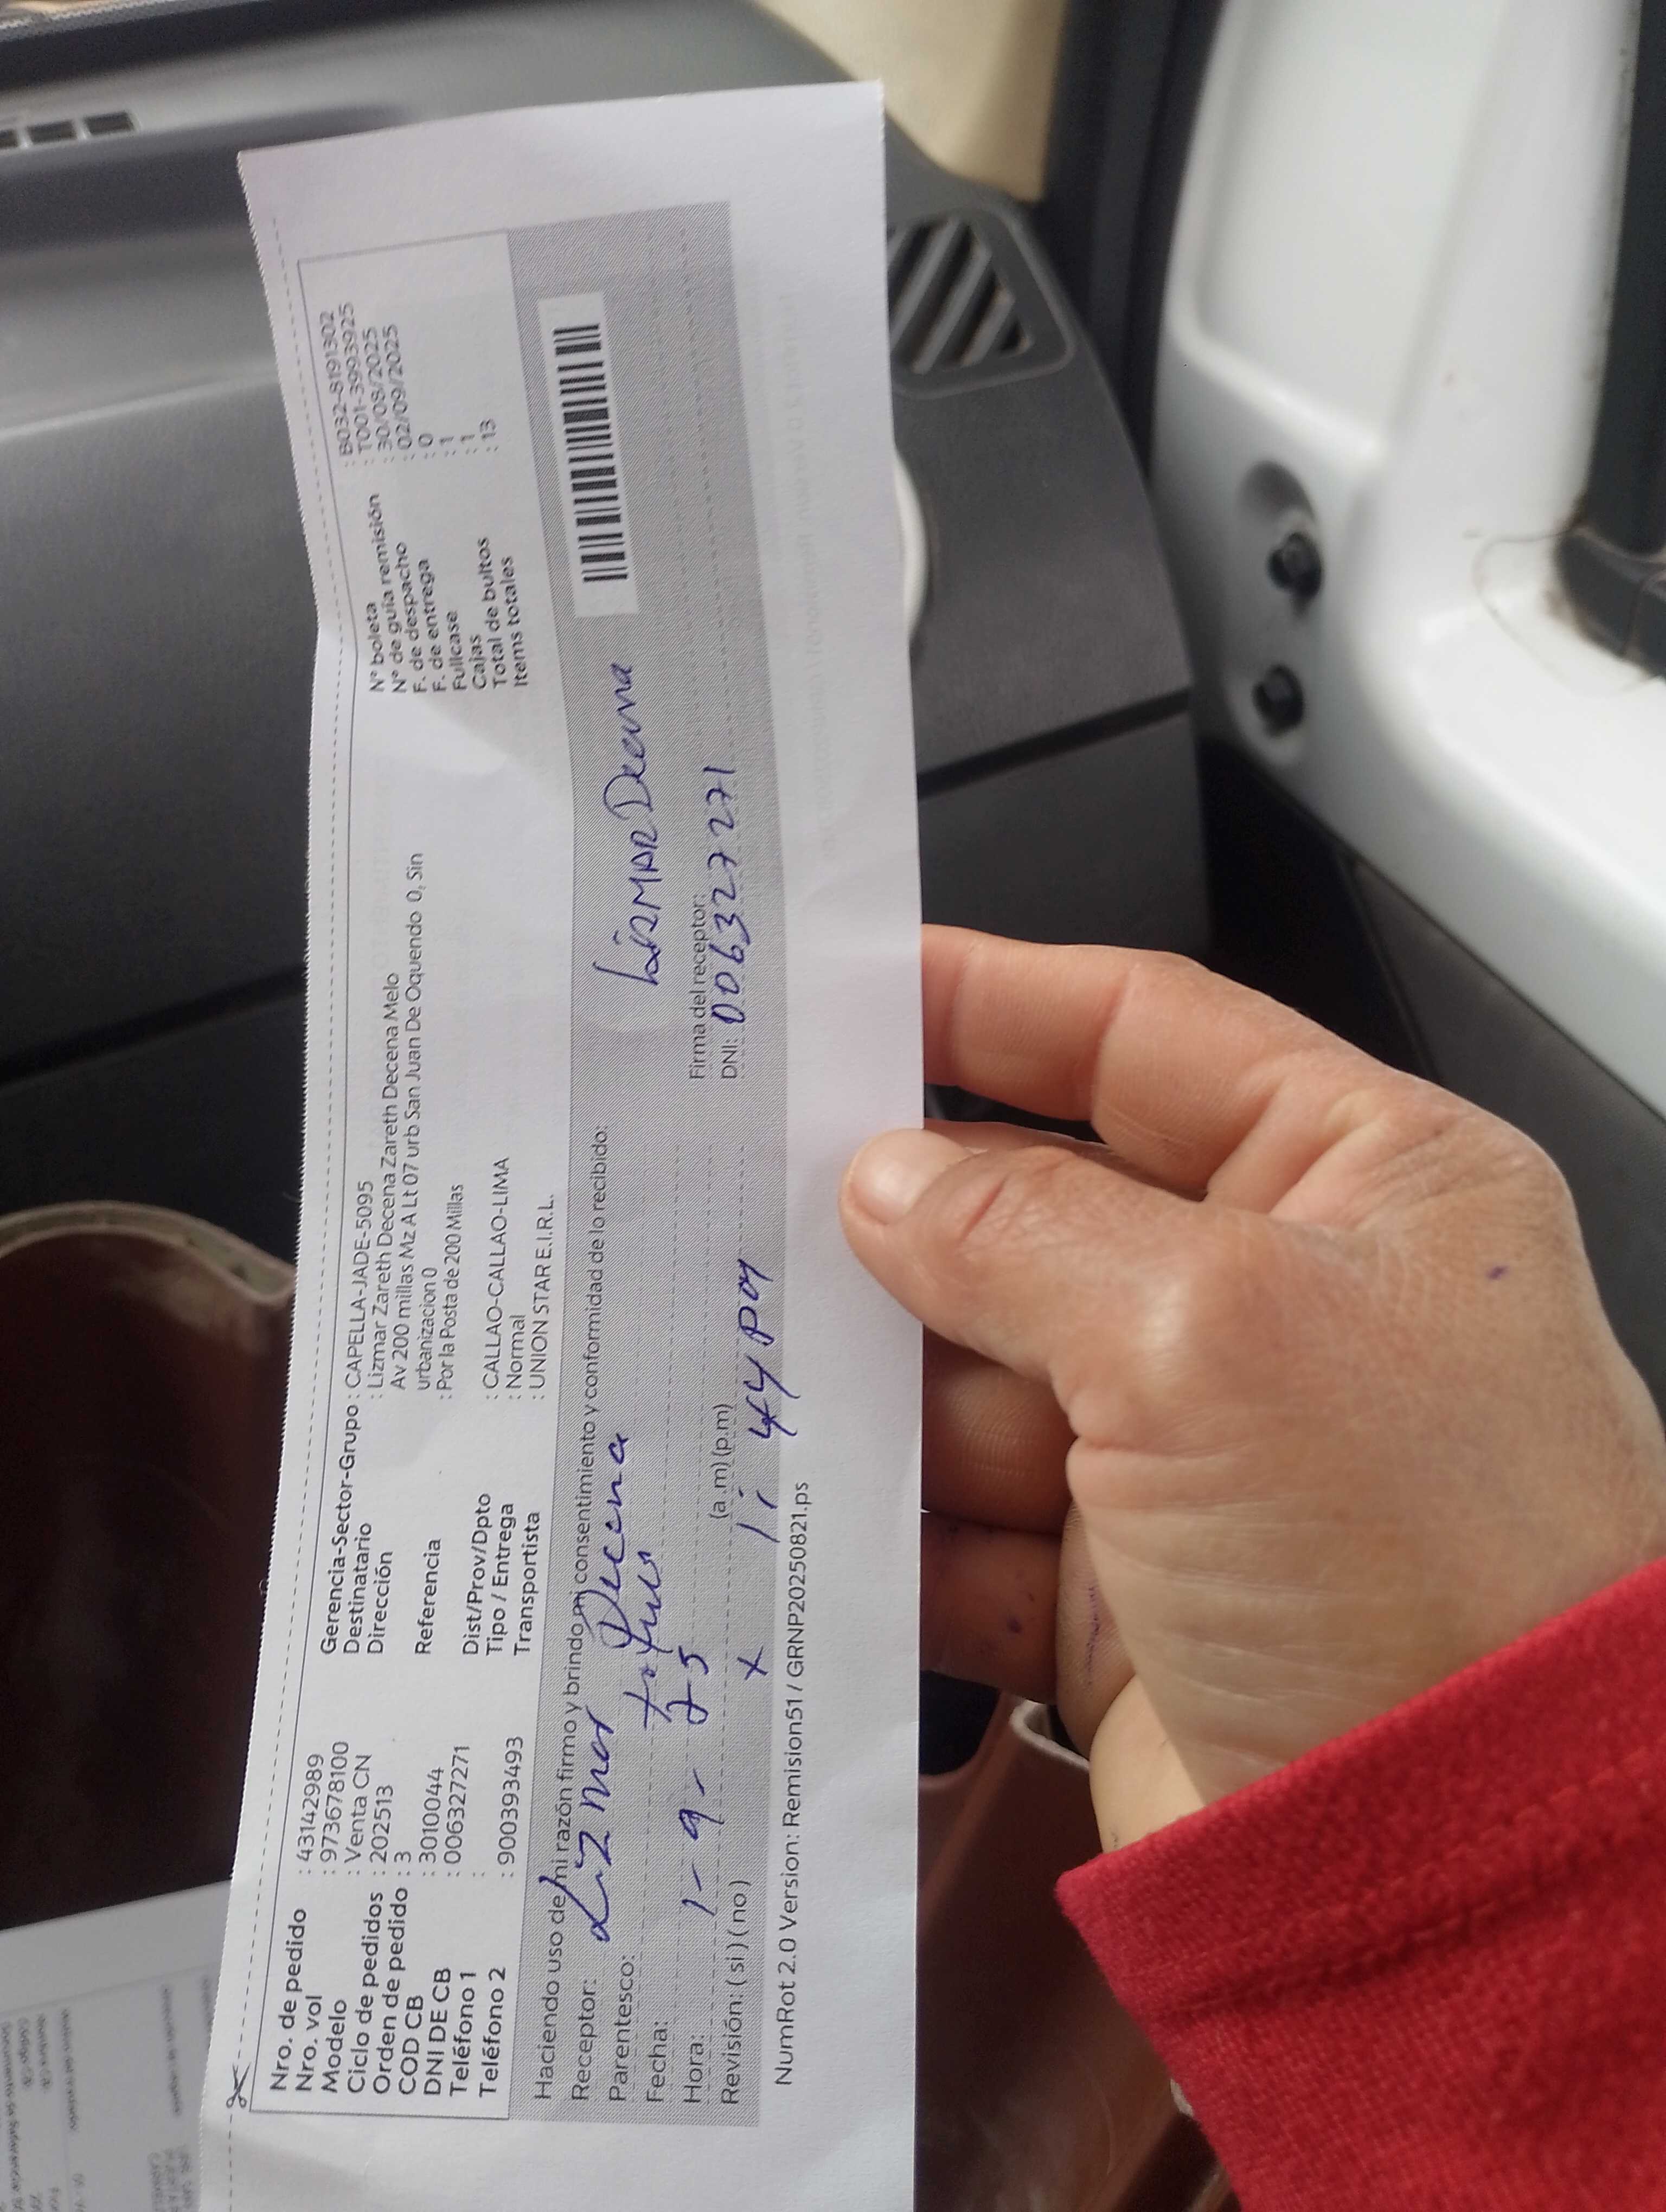 Nro. de pedido : 43142989
Nro. vol : 973678100
Modelo : Venta CN
Ciclo de pedidos : 202513
Orden de pedido : 3
COD CB : 3010044
DNI DE CB : 006327271
Teléfono 1 :
Teléfono 2 : 900393493
Gerencia-Sector-Grupo : CAPELLA-JADE-5095
Destinatario : Lizmar Zareth Decena Zareth Decena Melo
Dirección Av 200 millas Mz A Lt 07 urb San Juan De Oquendo 0, Sin
urbanizacion 0
Referencia : Por la Posta de 200 Millas
Dist/Prov/Dpto : CALLAO-CALLAO-LIMA
Tipo / Entrega : Normal
Transportista : UNION STAR E.I.R.L.
N° boleta : B032-8191302
N° de guía remisión : T001-3993925
F. de despacho : 30/08/2025
F. de entrega : 02/09/2025
Fullcase : 0
Cajas : 1
Total de bultos : 1
Items totales : 13
Haciendo uso de mi razón firmo y brindo mi consentimiento y conformidad de lo recibido:
Receptor: Lizmar Decena
Parentesco:
Fecha: 1-9-25
Hora: (a.m) (p.m) 1:44 pm
Revisión: ( si ) ( no ) x
LiZMAR Decena
Firma del receptor:
DNI: 006327271
NumRot 2.0 Version: Remision51 / GRNP20250821.ps